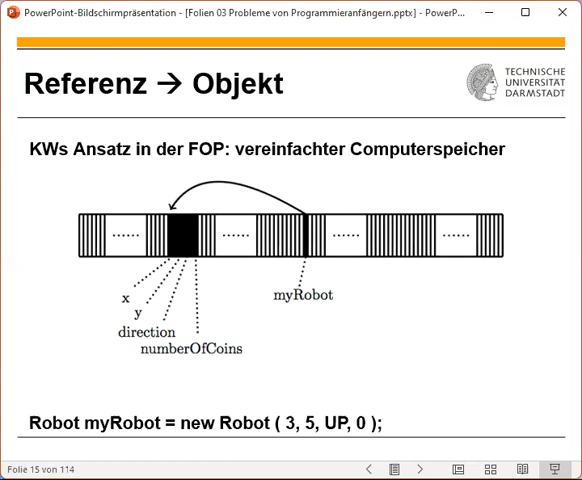 PowerPoint-Bildschirmpräsentation - [Folien 03 Probleme von Programmieranfängern.pptx] - PowerP...
Referenz → Objekt
TECHNISCHE
UNIVERSITÄT
DARMSTADT
KWs Ansatz in der FOP: vereinfachter Computerspeicher
...... ...... ...... ......
x
myRobot
y
direction
numberOfCoins
Robot myRobot = new Robot ( 3, 5, UP, 0 );
Folie 15 von 114